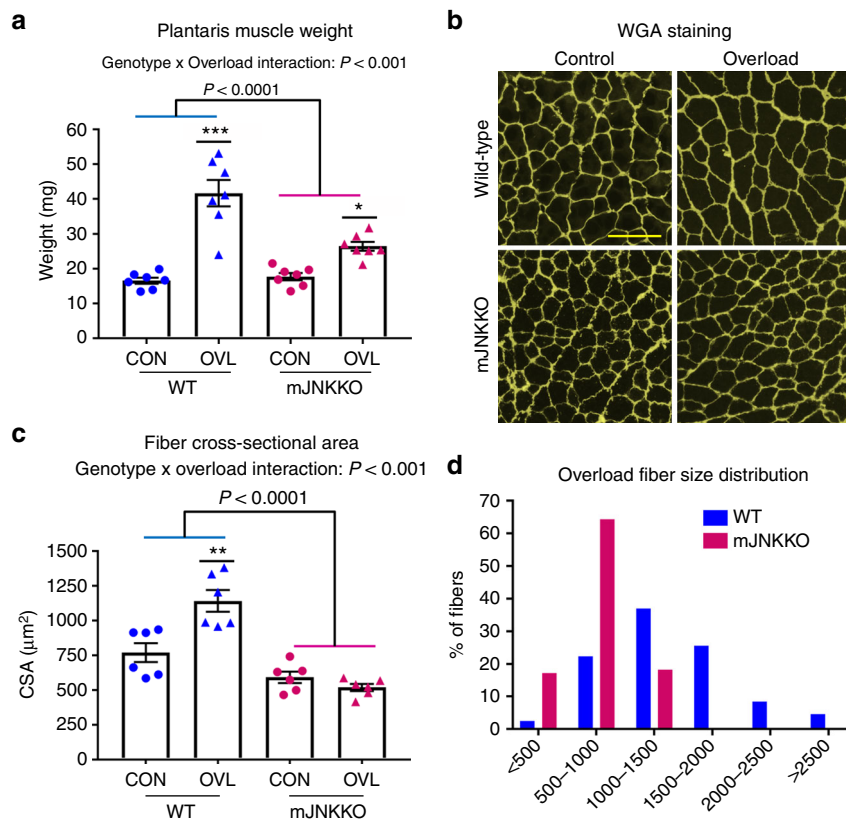 a
Plantaris muscle weight
Genotype x Overload interaction: P < 0.001
P < 0.0001
***
*
60
50
40
30
20
10
0
Weight (mg)
CON OVL CON OVL
WT mJNKKO
b
WGA staining
Control Overload
Wild-type
mJNKKO
c
Fiber cross-sectional area
Genotype x overload interaction: P < 0.001
P < 0.0001
**
1500
1250
1000
750
500
250
0
CSA (μm²)
CON OVL CON OVL
WT mJNKKO
d
Overload fiber size distribution
WT
mJNKKO
70
60
50
40
30
20
10
0
% of fibers
<500
500–1000
1000–1500
1500–2000
2000–2500
>2500